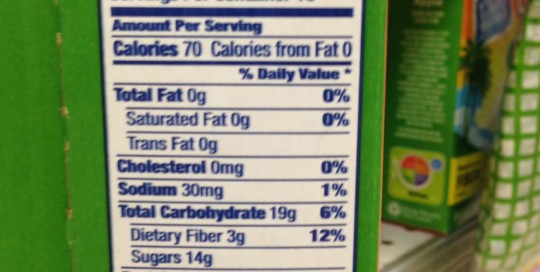 Amount Per Serving
Calories 70 Calories from Fat 0
% Daily Value *
Total Fat 0g 0%
Saturated Fat 0g 0%
Trans Fat 0g
Cholesterol 0mg 0%
Sodium 30mg 1%
Total Carbohydrate 19g 6%
Dietary Fiber 3g 12%
Sugars 14g